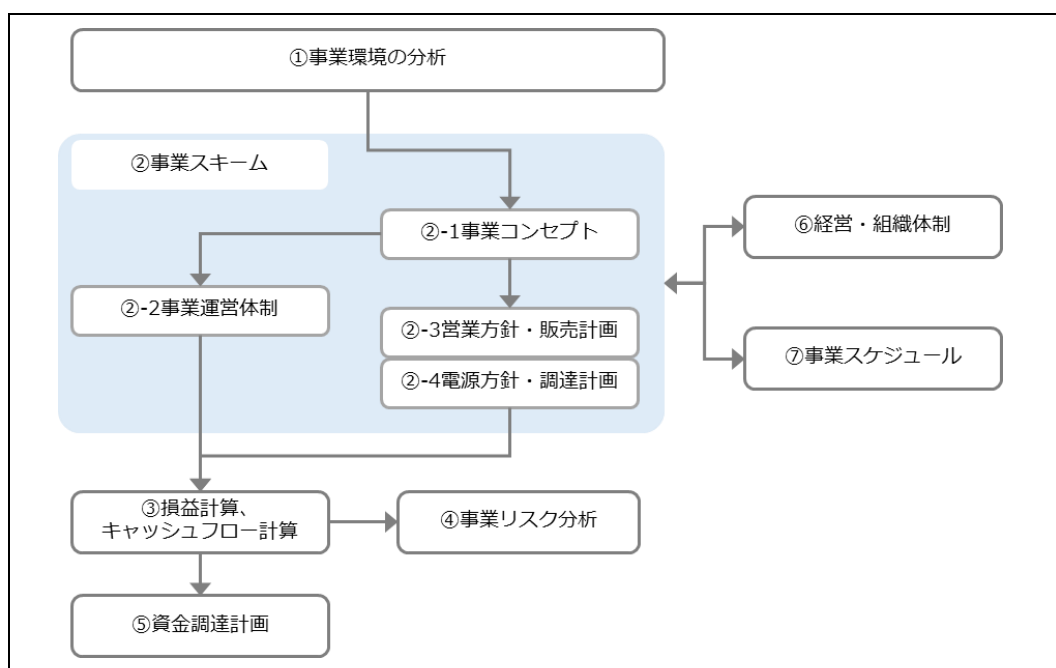 ①事業環境の分析
②事業スキーム
②-1事業コンセプト
⑥経営・組織体制
②-2事業運営体制
②-3営業方針・販売計画
⑦事業スケジュール
②-4電源方針・調達計画
③損益計算、
キャッシュフロー計算
④事業リスク分析
⑤資金調達計画